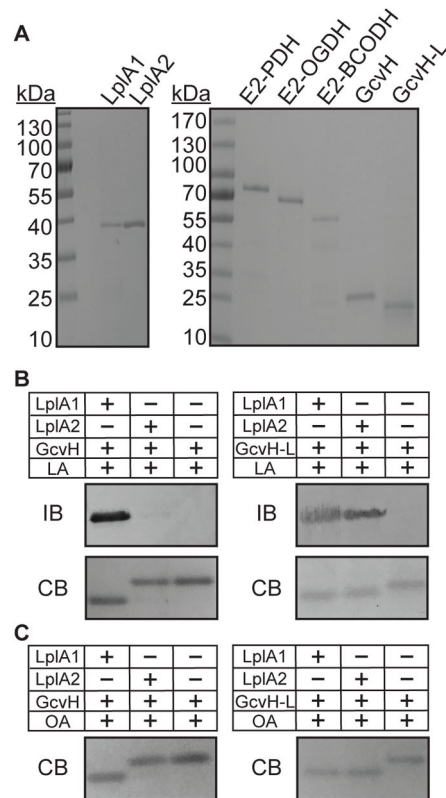 A
kDa LplA1 LplA2
130
100
70
55
40
35
25
10
kDa E2-PDH E2-OGDH E2-BCODH GcvH GcvH-L
170
130
100
70
55
40
35
25
10
B
LplA1 + – –
LplA2 – + –
GcvH + + +
LA + + +
IB
CB
LplA1 + – –
LplA2 – + –
GcvH-L + + +
LA + + +
IB
CB
C
LplA1 + – –
LplA2 – + –
GcvH + + +
OA + + +
CB
LplA1 + – –
LplA2 – + –
GcvH-L + + +
OA + + +
CB